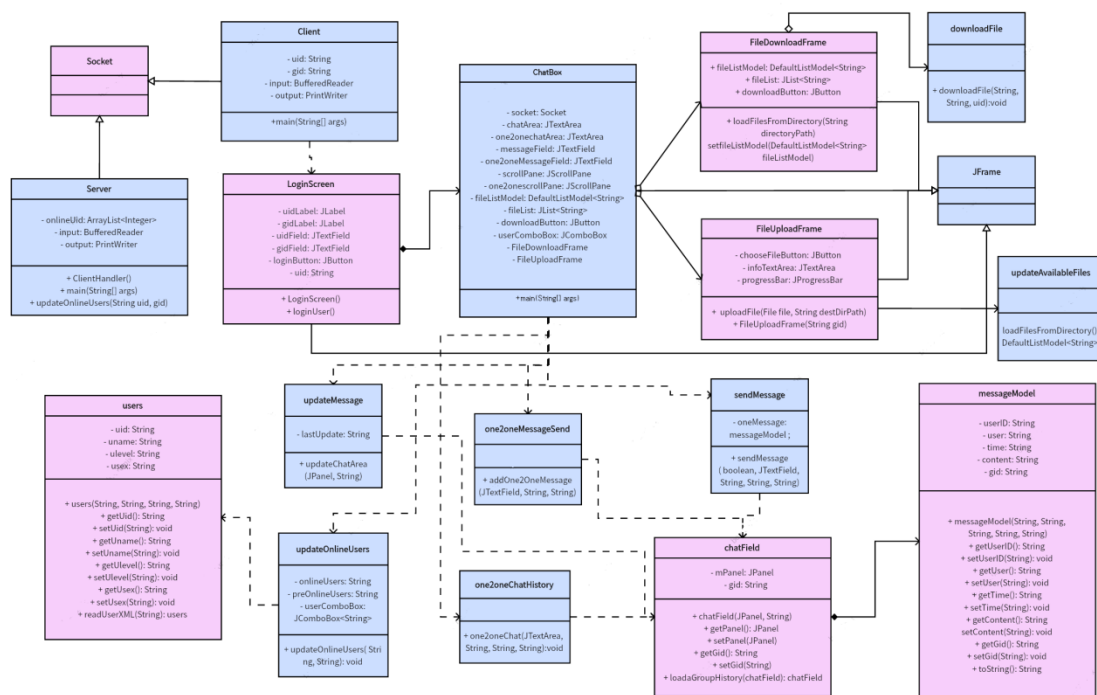 Socket
Client
- uid: String
- gid: String
- input: BufferedReader
- output: PrintWriter
+main(String[] args)
Server
- onlineUid: ArrayList<Integer>
- input: BufferedReader
- output: PrintWriter
+ ClientHandler()
+ main(String[] args)
+ updateOnlineUsers(String uid, gid)
LoginScreen
- uidLabel: JLabel
- gidLabel: JLabel
- uidField: JTextField
- gidField: JTextField
- loginButton: JButton
- uid: String
+ LoginScreen()
+ loginUser()
ChatBox
- socket: Socket
- chatArea: JTextArea
- one2onechatArea: JTextArea
- messageField: JTextField
- one2oneMessageField: JTextField
- scrollPane: JScrollPane
- one2onescrollPane: JScrollPane
- fileListModel: DefaultListModel<String>
- fileList: JList<String>
- downloadButton: JButton
- userComboBox: JComboBox
- FileDownloadFrame
- FileUploadFrame
+main(String[] args)
FileDownloadFrame
+ fileListModel: DefaultListModel<String>
+ fileList: JList<String>
+ downloadButton: JButton
+ loadFilesFromDirectory(String
directoryPath)
setfileListModel(DefaultListModel<String>
fileListModel)
downloadFile
+ downloadFile(String,
String, uid):void
JFrame
FileUploadFrame
- chooseFileButton: JButton
- infoTextArea: JTextArea
- progressBar: JProgressBar
+ uploadFile(File file, String destDirPath)
+ FileUploadFrame(String gid)
updateAvailableFiles
loadFilesFromDirectory()
DefaultListModel<String>
users
- uid: String
- uname: String
- ulevel: String
- usex: String
+ users(String, String, String, String)
+ getUid(): String
+ setUid(String): void
+ getUname(): String
+ setUname(String): void
+ getUlevel(): String
+ setUlevel(String): void
+ getUsex(): String
+ setUsex(String): void
+ readUserXML(String): users
updateMessage
- lastUpdate: String
+ updateChatArea
(JPanel, String)
one2oneMessageSend
+ addOne2OneMessage
(JTextField, String, String)
sendMessage
- oneMessage:
messageModel ;
+ sendMessage
( boolean, JTextField,
String, String, String)
messageModel
- userID: String
- user: String
- time: String
- content: String
- gid: String
+ messageModel(String, String,
String, String, String)
+ getUserID(): String
+ setUserID(String): void
+ getUser(): String
+ setUser(String): void
+ getTime(): String
+ setTime(String): void
+ getContent(): String
setContent(String): void
+ getGid(): String
+ setGid(String): void
+ toString(): String
updateOnlineUsers
- onlineUsers: String
- preOnlineUsers: String
- userComboBox:
JComboBox<String>
+ updateOnlineUsers( Stri
ng, String): void
one2oneChatHistory
+ one2oneChat(JTextArea,
String, String, String):void
chatField
- mPanel: JPanel
- gid: String
+ chatField(JPanel, String)
+ getPanel(): JPanel
+ setPanel(JPanel)
+ getGid(): String
+ setGid(String)
+ loadaGroupHistory(chatField): chatField